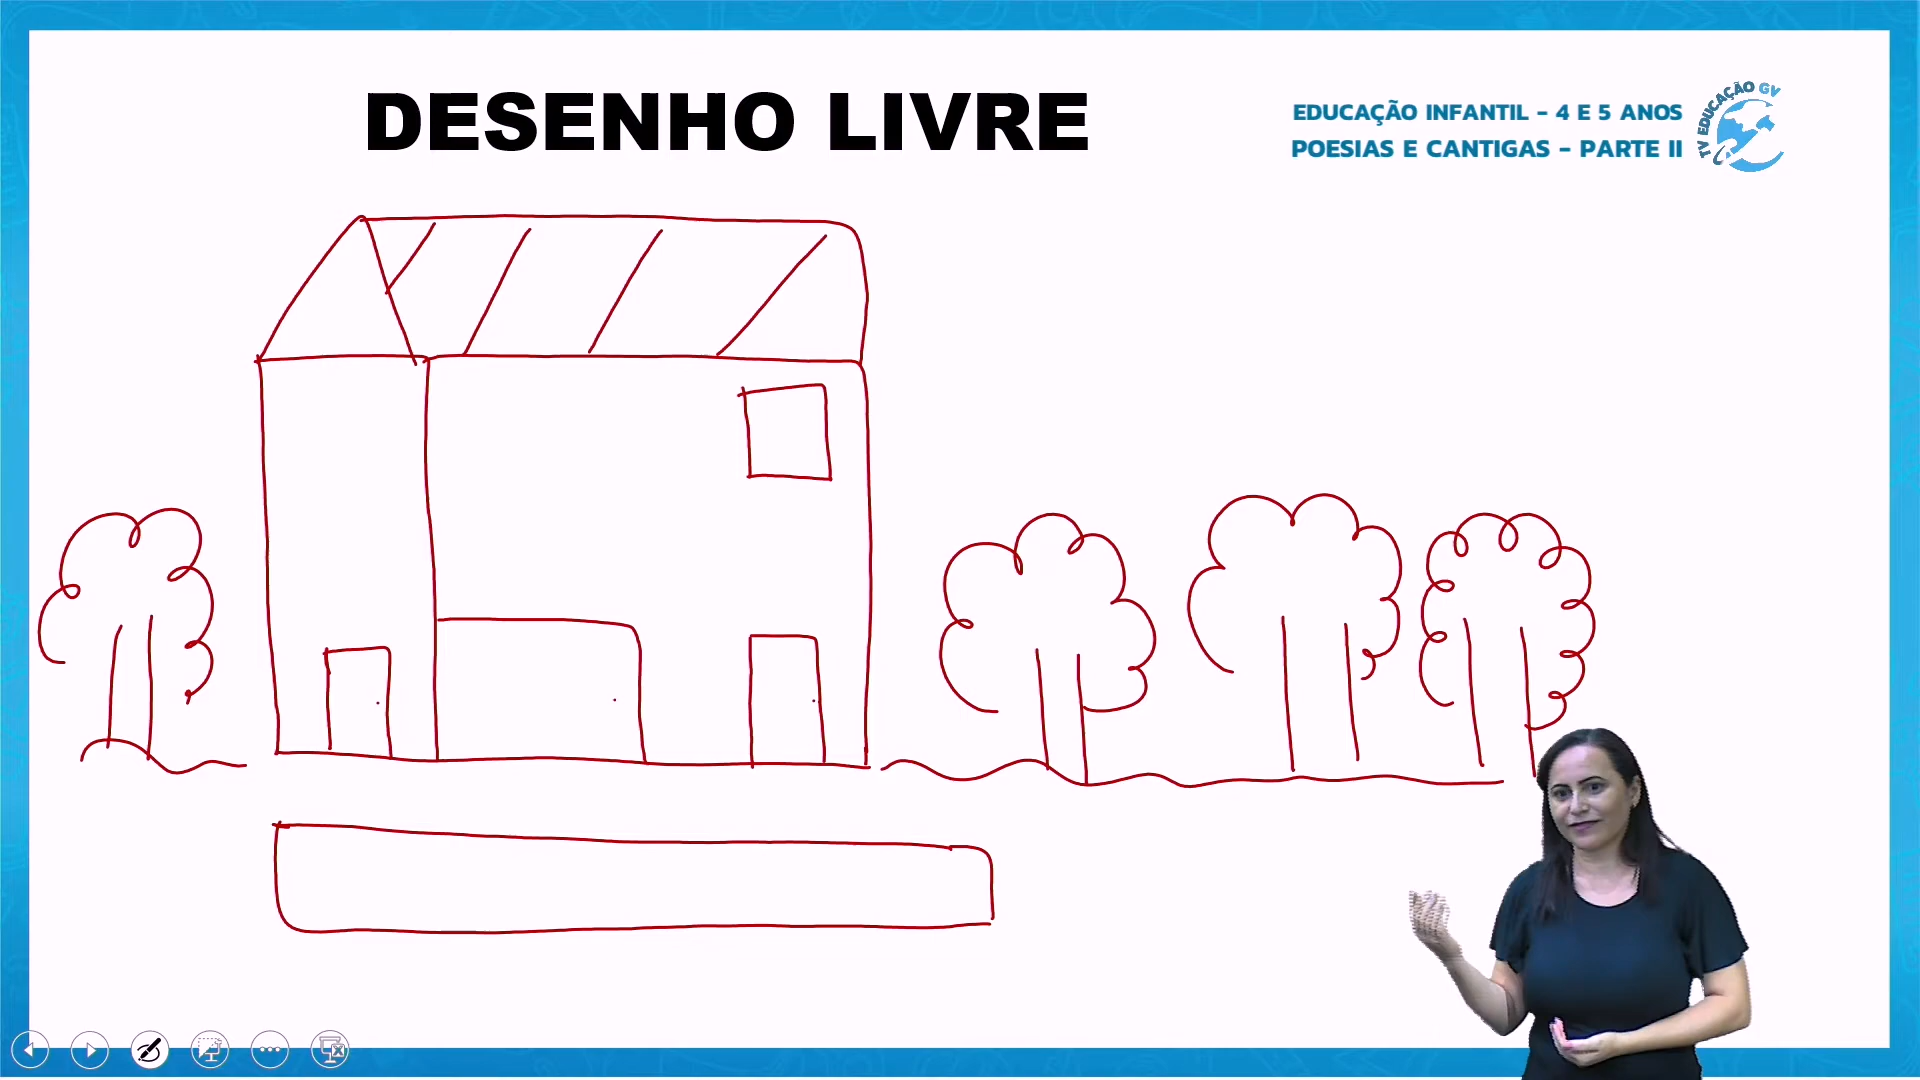 DESENHO LIVRE
EDUCAÇÃO INFANTIL - 4 E 5 ANOS
POESIAS E CANTIGAS - PARTE II
TV EDUCAÇÃO GV